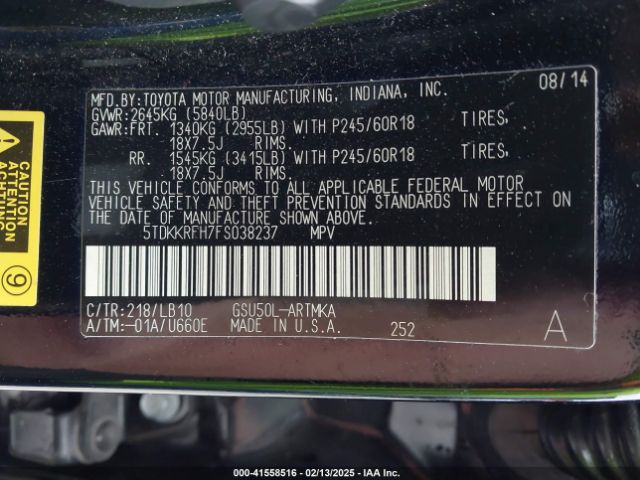 MFD.BY:TOYOTA MOTOR MANUFACTURING, INDIANA, INC. 08/14
GVWR:2645KG (5840LB)
GAWR:FRT. 1340KG (2955LB) WITH P245/60R18 TIRES,
18X7.5J RIMS.
RR. 1545KG (3415LB) WITH P245/60R18 TIRES,
18X7.5J RIMS.
THIS VEHICLE CONFORMS TO ALL APPLICABLE FEDERAL MOTOR
VEHICLE SAFETY AND THEFT PREVENTION STANDARDS IN EFFECT ON
THE DATE OF MANUFACTURE SHOWN ABOVE.
5TDKKRFH7FS038237 MPV
C/TR:218/LB10 GSU50L-ARTMKA
A/TM:-01A/U660E MADE IN U.S.A. 252 A
CAUTION
ATTENTION
ACHTUNG
9
000-41558516 - 02/13/2025 - IAA Inc.